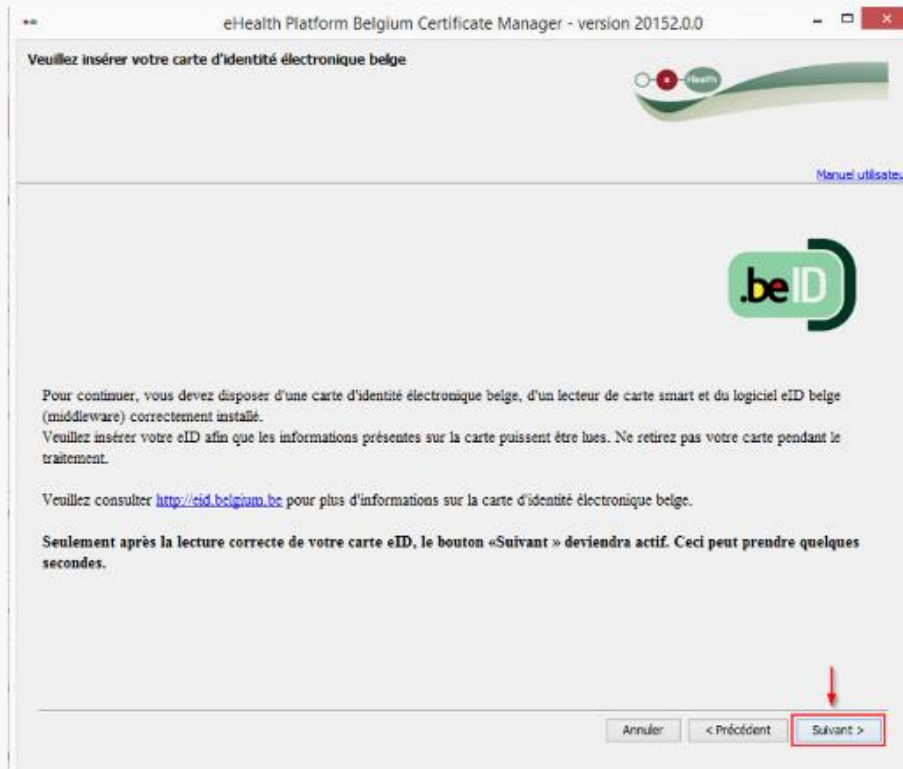 eHealth Platform Belgium Certificate Manager - version 20152.0.0
Veuillez insérer votre carte d'identité électronique belge
e
Health
Manuel utilisateu
.beID
Pour continuer, vous devez disposer d'une carte d'identité électronique belge, d'un lecteur de carte smart et du logiciel eID belge
(middleware) correctement installé.
Veuillez insérer votre eID afin que les informations présentes sur la carte puissent être lues. Ne retirez pas votre carte pendant le
traitement.
Veuillez consulter http://eid.belgium.be pour plus d'informations sur la carte d'identité électronique belge.
Seulement après la lecture correcte de votre carte eID, le bouton «Suivant » deviendra actif. Ceci peut prendre quelques
secondes.
Annuler
< Précédent
Suivant >